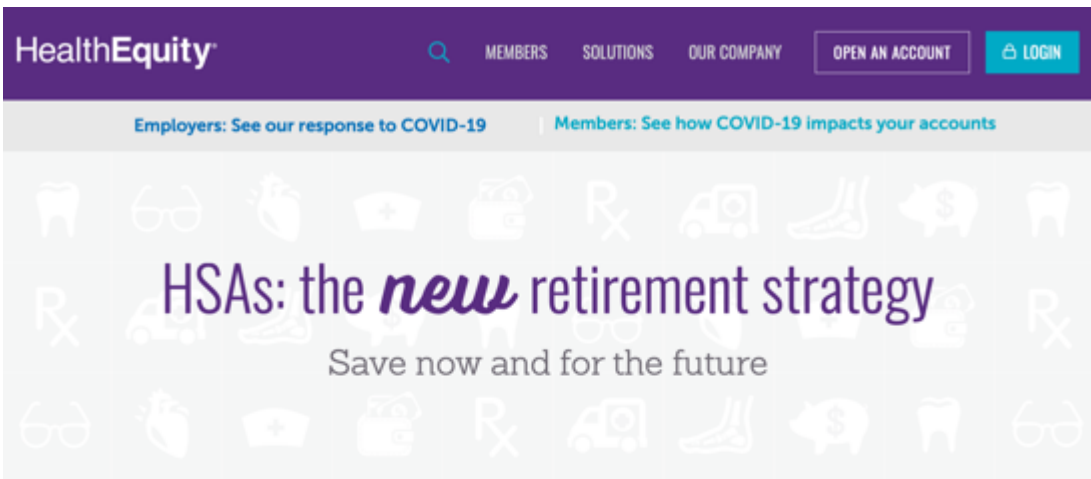 HealthEquity
MEMBERS SOLUTIONS OUR COMPANY OPEN AN ACCOUNT LOGIN
Employers: See our response to COVID-19 | Members: See how COVID-19 impacts your accounts
HSAs: the new retirement strategy
Save now and for the future